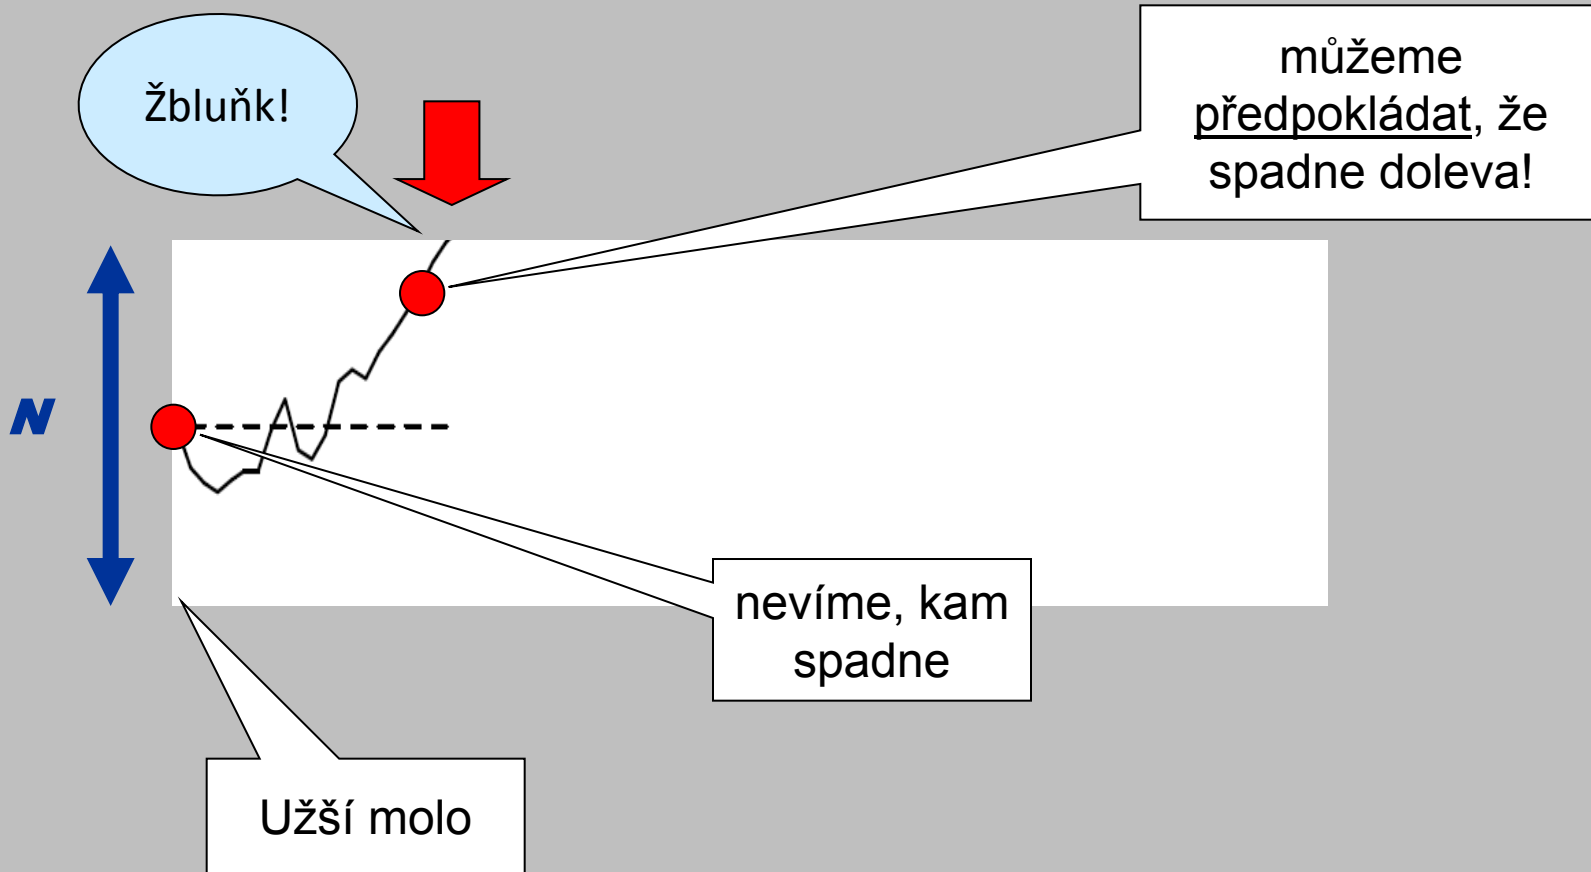 Žbluňk!
můžeme
předpokládat, že
spadne doleva!
N
nevíme, kam
spadne
Užší molo